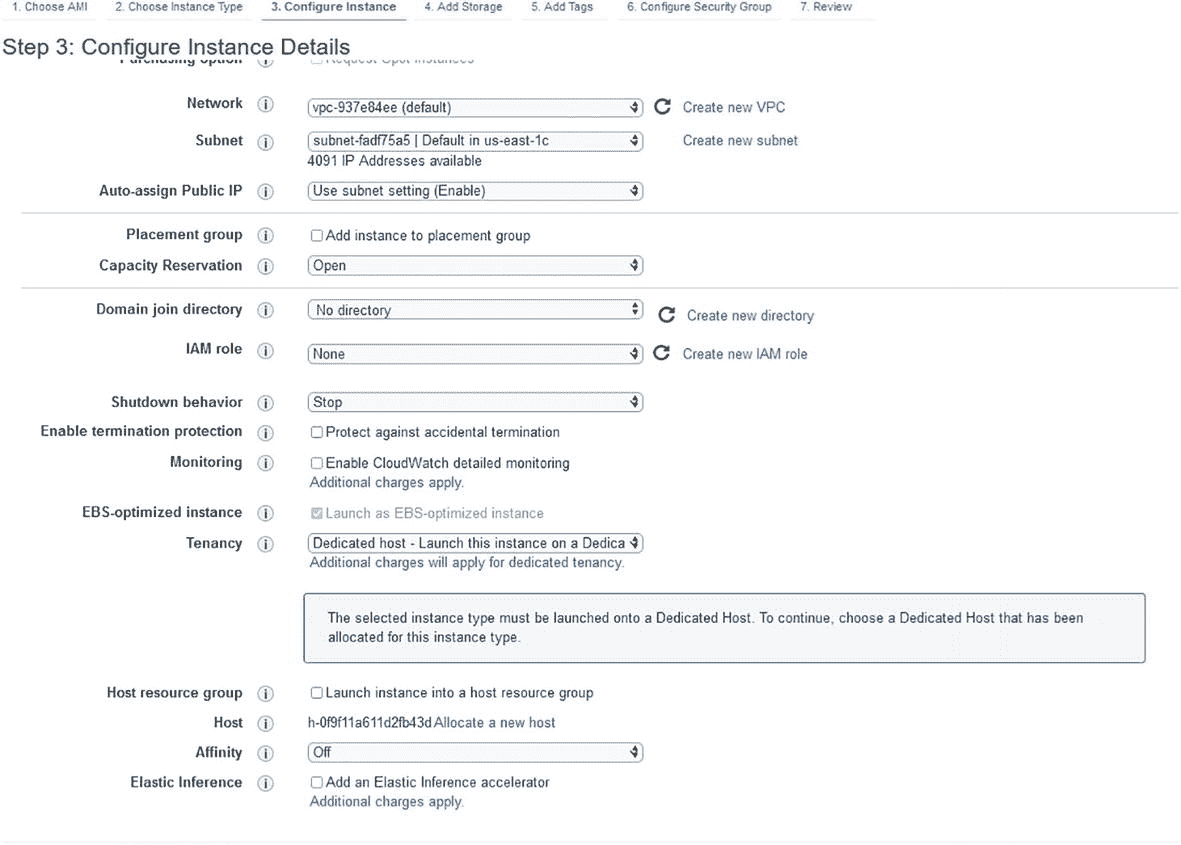 1. Choose AMI 2. Choose Instance Type 3. Configure Instance 4. Add Storage 5. Add Tags 6. Configure Security Group 7. Review
Step 3: Configure Instance Details
Purchasing option Request Spot instances
Network vpc-937e84ee (default) Create new VPC
Subnet subnet-fadf75a5 | Default in us-east-1c Create new subnet
4091 IP Addresses available
Auto-assign Public IP Use subnet setting (Enable)
Placement group Add instance to placement group
Capacity Reservation Open
Domain join directory No directory Create new directory
IAM role None Create new IAM role
Shutdown behavior Stop
Enable termination protection Protect against accidental termination
Monitoring Enable CloudWatch detailed monitoring
Additional charges apply.
EBS-optimized instance Launch as EBS-optimized instance
Tenancy Dedicated host - Launch this instance on a Dedica
Additional charges will apply for dedicated tenancy.
The selected instance type must be launched onto a Dedicated Host. To continue, choose a Dedicated Host that has been
allocated for this instance type.
Host resource group Launch instance into a host resource group
Host h-0f9f11a611d2fb43d Allocate a new host
Affinity Off
Elastic Inference Add an Elastic Inference accelerator
Additional charges apply.